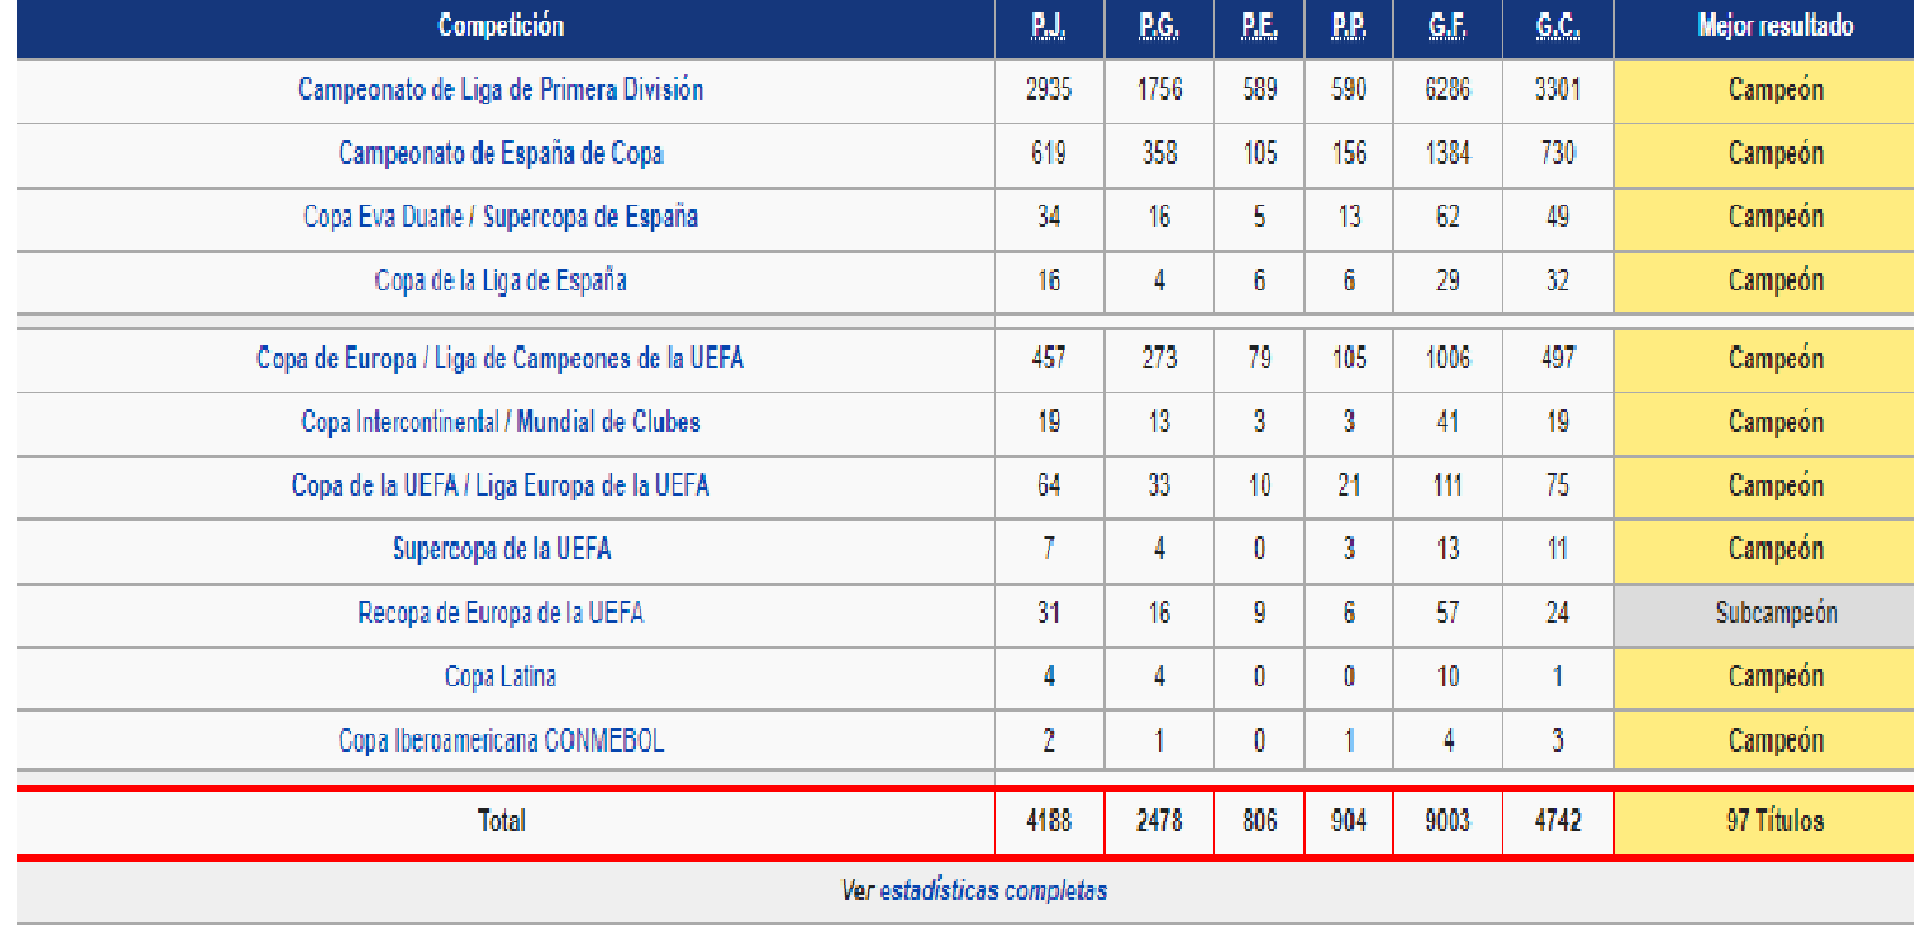 Competición P.J. P.G. P.E. P.P. G.F. G.C. Mejor resultado
Campeonato de Liga de Primera División 2935 1756 589 590 6286 3301 Campeón
Campeonato de España de Copa 619 358 105 156 1384 730 Campeón
Copa Eva Duarte / Supercopa de España 34 16 5 13 62 49 Campeón
Copa de la Liga de España 16 4 6 6 29 32 Campeón
Copa de Europa / Liga de Campeones de la UEFA 457 273 79 105 1006 497 Campeón
Copa Intercontinental / Mundial de Clubes 19 13 3 3 41 19 Campeón
Copa de la UEFA / Liga Europa de la UEFA 64 33 10 21 111 75 Campeón
Supercopa de la UEFA 7 4 0 3 13 11 Campeón
Recopa de Europa de la UEFA 31 16 9 6 57 24 Subcampeón
Copa Latina 4 4 0 0 10 1 Campeón
Copa Iberoamericana CONMEBOL 2 1 0 1 4 3 Campeón
Total 4188 2478 806 904 9003 4742 97 Títulos
Ver estadísticas completas